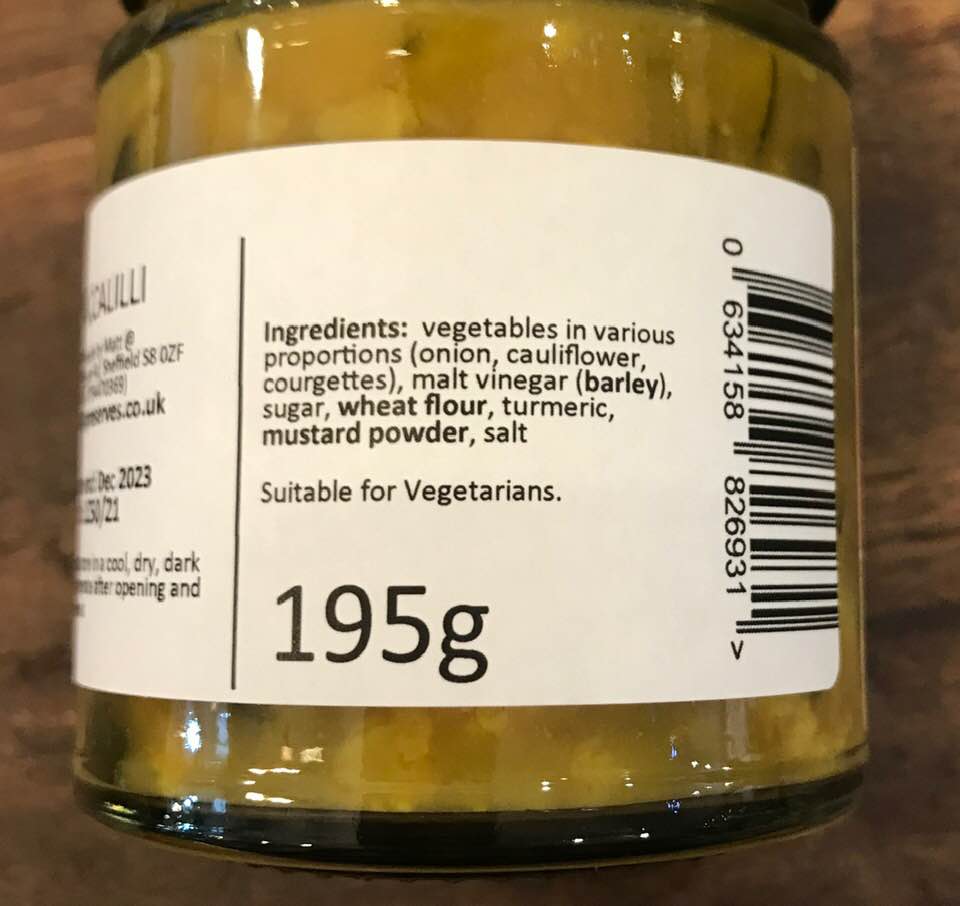 CALILLI
Matt @
Sheffield S8 0ZF
serves.co.uk
Dec 2023
/21
in a cool, dry, dark
after opening and
Ingredients: vegetables in various
proportions (onion, cauliflower,
courgettes), malt vinegar (barley),
sugar, wheat flour, turmeric,
mustard powder, salt
Suitable for Vegetarians.
195g
0 634158 826931 >